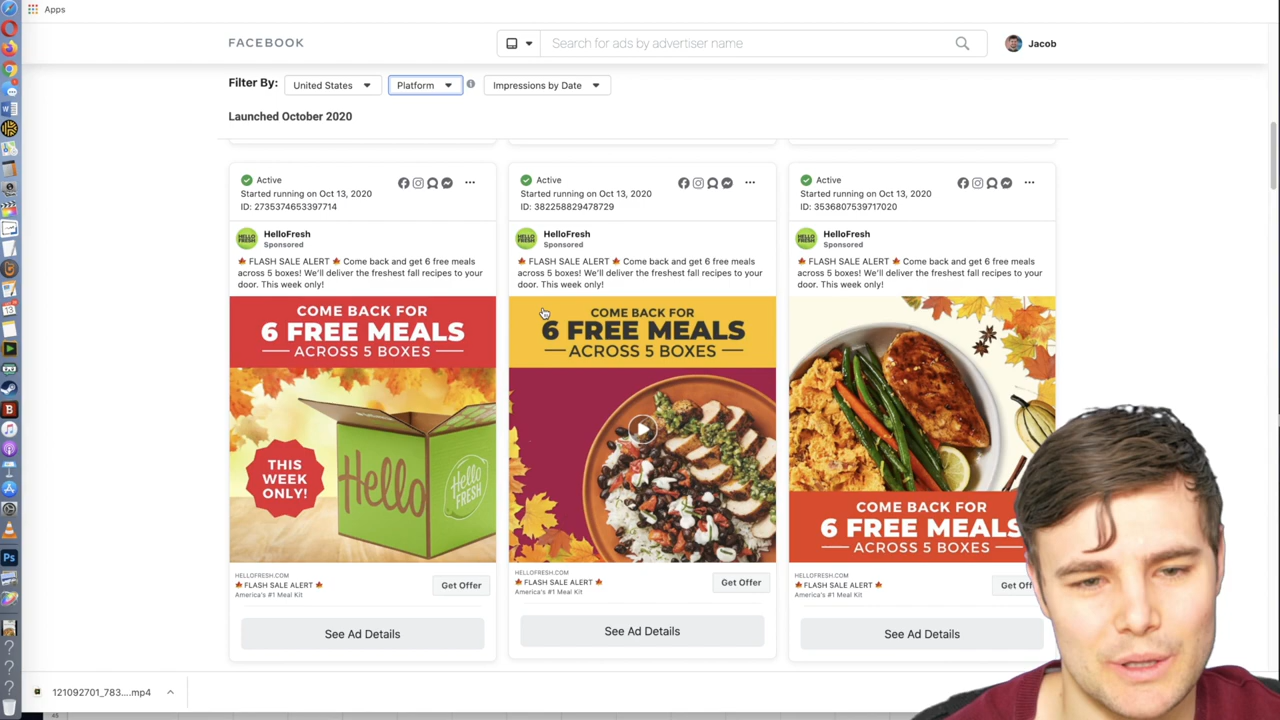 Apps
FACEBOOK
Search for ads by advertiser name
Jacob
Filter By:
United States
Platform
Impressions by Date
Launched October 2020
Active
Started running on Oct 13, 2020
ID: 2735374653397714
HelloFresh
Sponsored
🍁 FLASH SALE ALERT 🍁 Come back and get 6 free meals
across 5 boxes! We'll deliver the freshest fall recipes to your
door. This week only!
COME BACK FOR
6 FREE MEALS
ACROSS 5 BOXES
THIS
WEEK
ONLY!
Hello
HELLO
FRESH
HELLOFRESH.COM
🍁 FLASH SALE ALERT 🍁
America's #1 Meal Kit
Get Offer
See Ad Details
Active
Started running on Oct 13, 2020
ID: 382258829478729
HelloFresh
Sponsored
🍁 FLASH SALE ALERT 🍁 Come back and get 6 free meals
across 5 boxes! We'll deliver the freshest fall recipes to your
door. This week only!
COME BACK FOR
6 FREE MEALS
ACROSS 5 BOXES
HELLOFRESH.COM
🍁 FLASH SALE ALERT 🍁
America's #1 Meal Kit
Get Offer
See Ad Details
Active
Started running on Oct 13, 2020
ID: 3536807539717020
HelloFresh
Sponsored
🍁 FLASH SALE ALERT 🍁 Come back and get 6 free meals
across 5 boxes! We'll deliver the freshest fall recipes to your
door. This week only!
COME BACK FOR
6 FREE MEALS
ACROSS 5 BOXES
HELLOFRESH.COM
🍁 FLASH SALE ALERT 🍁
America's #1 Meal Kit
Get Off
See Ad Details
121092701_783....mp4
45